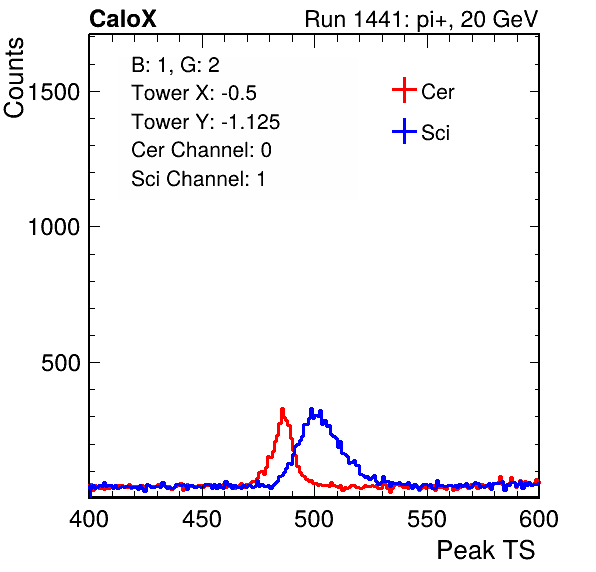 CaloX Run 1441: pi+, 20 GeV
B: 1, G: 2
Tower X: -0.5
Tower Y: -1.125
Cer Channel: 0
Sci Channel: 1
Cer
Sci
Counts
1500
1000
500
400 450 500 550 600
Peak TS